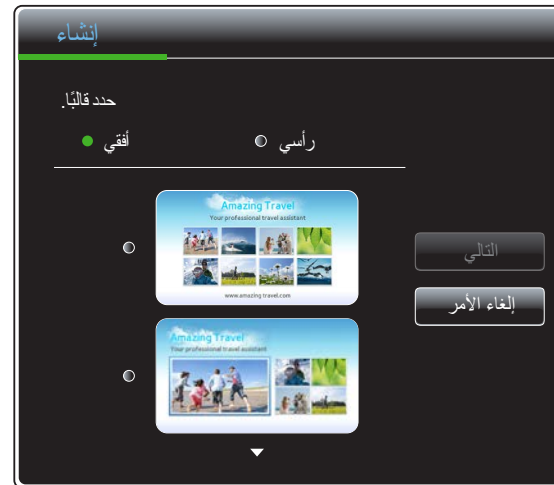 إنشاء
حدد قالبًا.
أفقي
رأسي
Amazing Travel
Your professional travel assistant
www.amazing travel.com
Amazing Travel
Your professional travel assistant
التالي
إلغاء الأمر